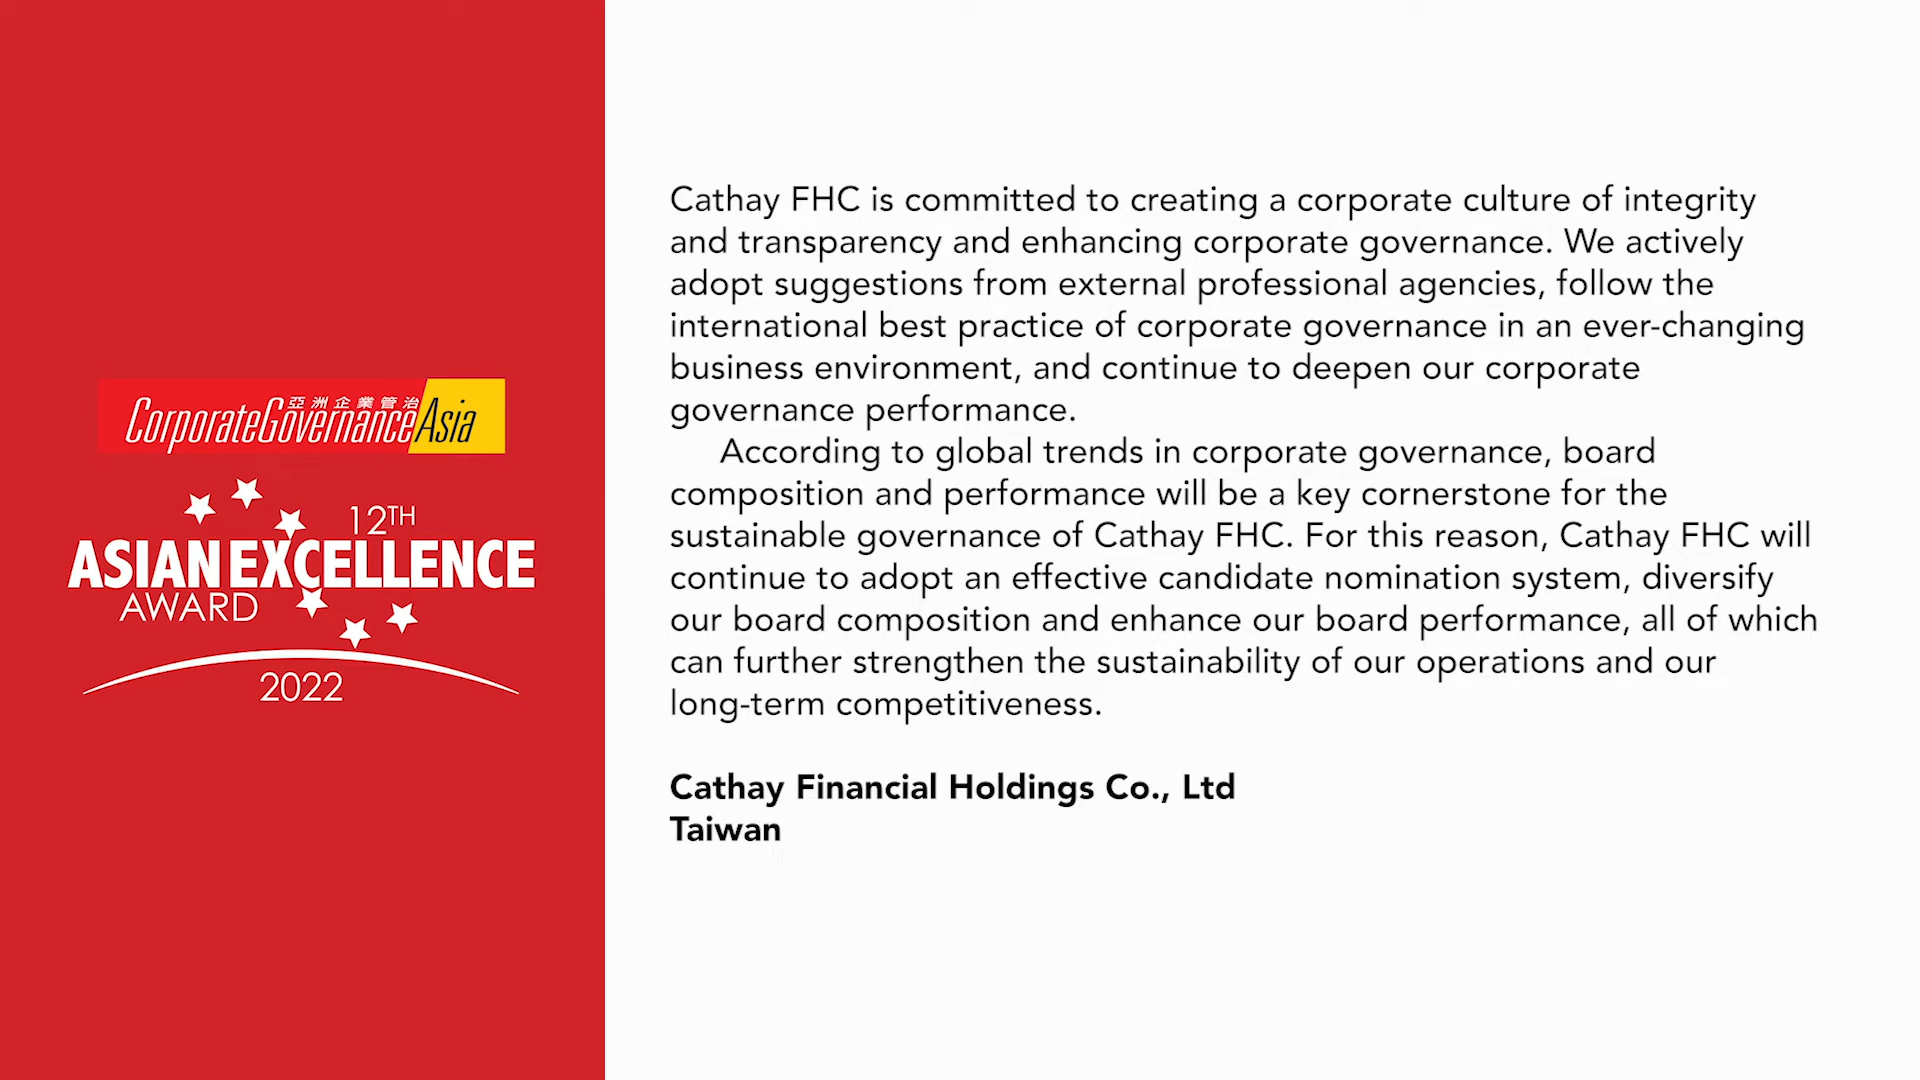 CorporateGovernanceAsia
亞洲企業管治
12TH
ASIAN EXCELLENCE
AWARD
2022
Cathay FHC is committed to creating a corporate culture of integrity
and transparency and enhancing corporate governance. We actively
adopt suggestions from external professional agencies, follow the
international best practice of corporate governance in an ever-changing
business environment, and continue to deepen our corporate
governance performance.
According to global trends in corporate governance, board
composition and performance will be a key cornerstone for the
sustainable governance of Cathay FHC. For this reason, Cathay FHC will
continue to adopt an effective candidate nomination system, diversify
our board composition and enhance our board performance, all of which
can further strengthen the sustainability of our operations and our
long-term competitiveness.
Cathay Financial Holdings Co., Ltd
Taiwan